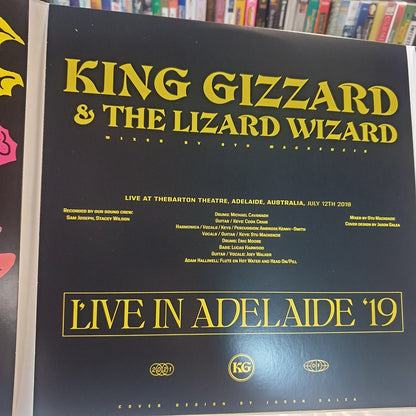 KING GIZZARD
& THE LIZARD WIZARD
MIXED BY STU MACKENZIE
LIVE AT THEBARTON THEATRE, ADELAIDE, AUSTRALIA, JULY 12TH 2019
Recorded by our sound crew:
Sam Joseph, Stacey Wilson
Drums: Michael Cavanagh
Guitar / Keys: Cook Craig
Harmonica / Vocals / Keys / Percussion: Ambrose Kenny-Smith
Vocals / Guitar / Keys: Stu Mackenzie
Drums: Eric Moore
Bass: Lucas Harwood
Guitar / Vocals: Joey Walker
Adam Halliwell: Flute on Hot Water and Head On/Pill
Mixed by Stu Mackenzie
Cover design by Jason Galea
LIVE IN ADELAIDE '19
2021
KG
COVER DESIGN BY JASON GALEA